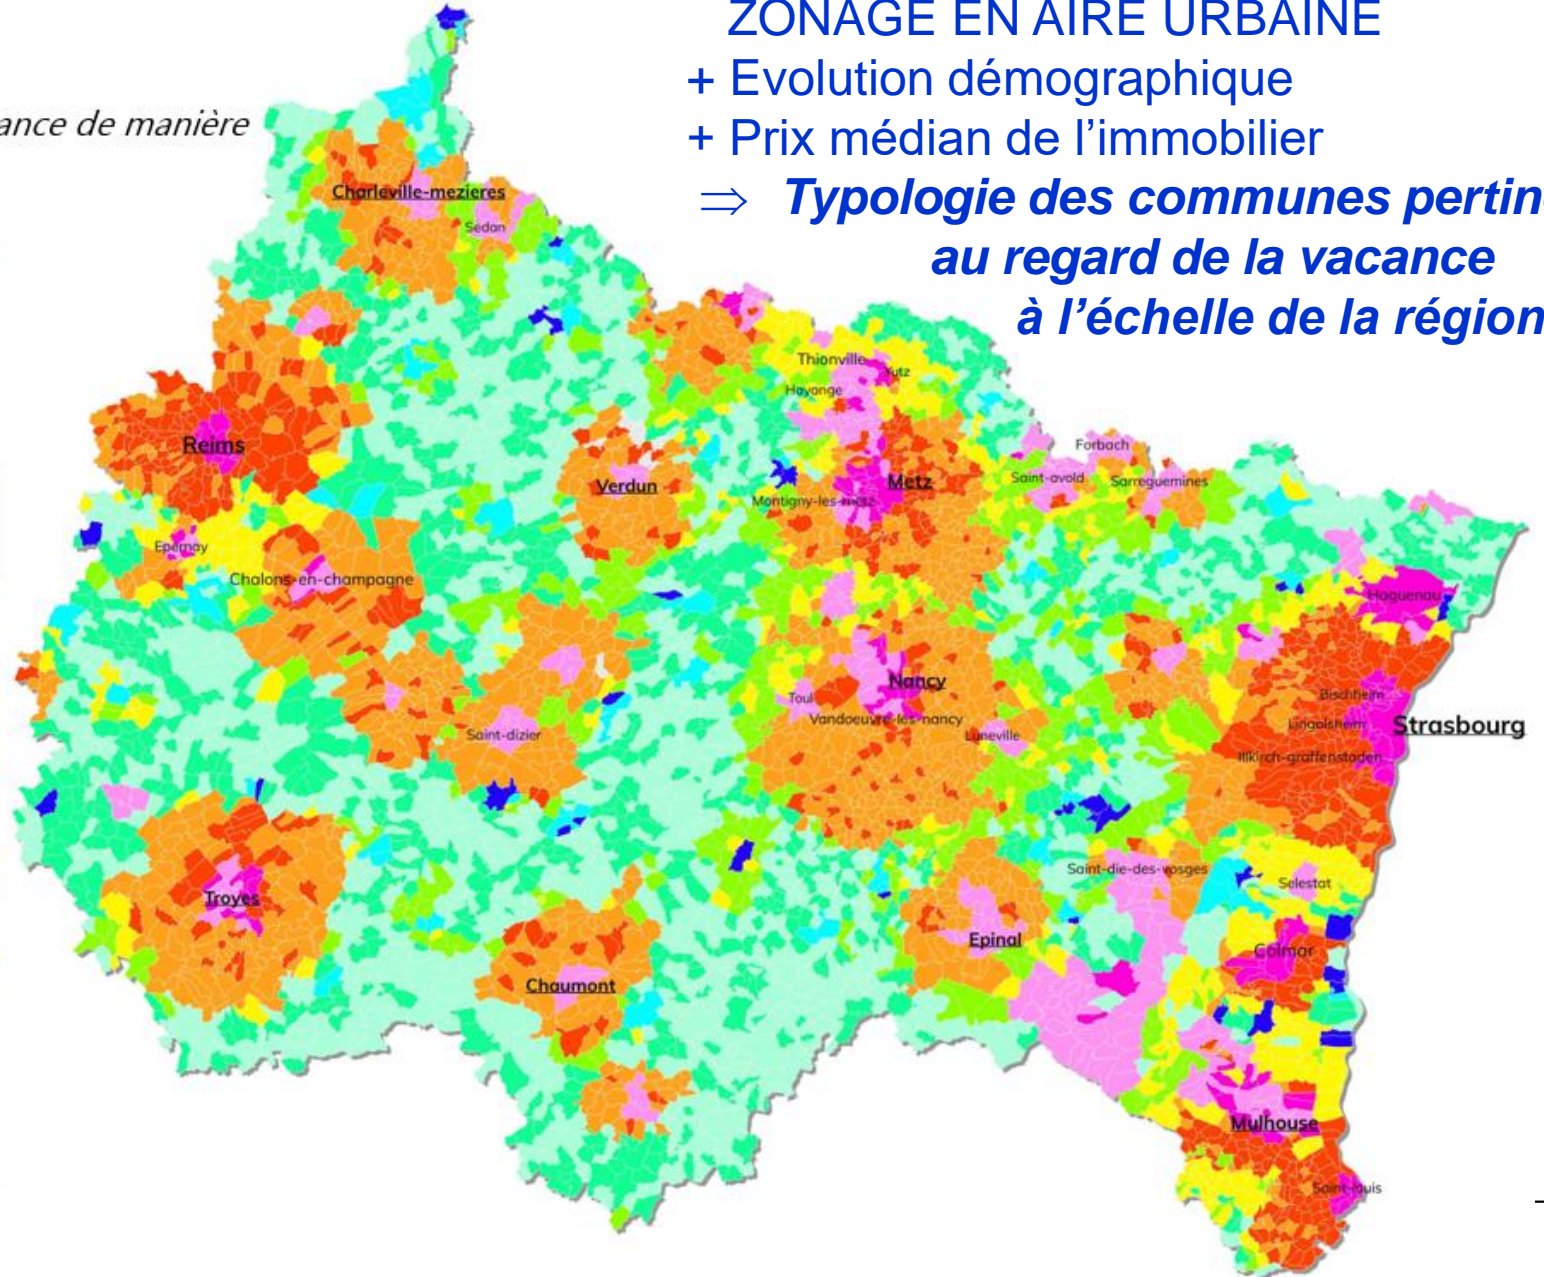 ZONAGE EN AIRE URBAINE
+ Evolution démographique
+ Prix médian de l'immobilier
⇒ Typologie des communes pertin
au regard de la vacance
à l'échelle de la région
ance de manière
Charleville-mezieres
Sedan
Thionville
Yutz
Hayange
Reims
Forbach
Saint-avold
Sarreguemines
Metz
Verdun
Montigny-les-metz
Epernay
Chalons-en-champagne
Haguenau
Nancy
Toul
Bischheim
Vandoeuvre-les-nancy
Lingolsheim
Strasbourg
Saint-dizier
Luneville
Illkirch-graffenstaden
Saint-die-des-vosges
Selestat
Troyes
Epinal
Colmar
Chaumont
Mulhouse
Saint-louis